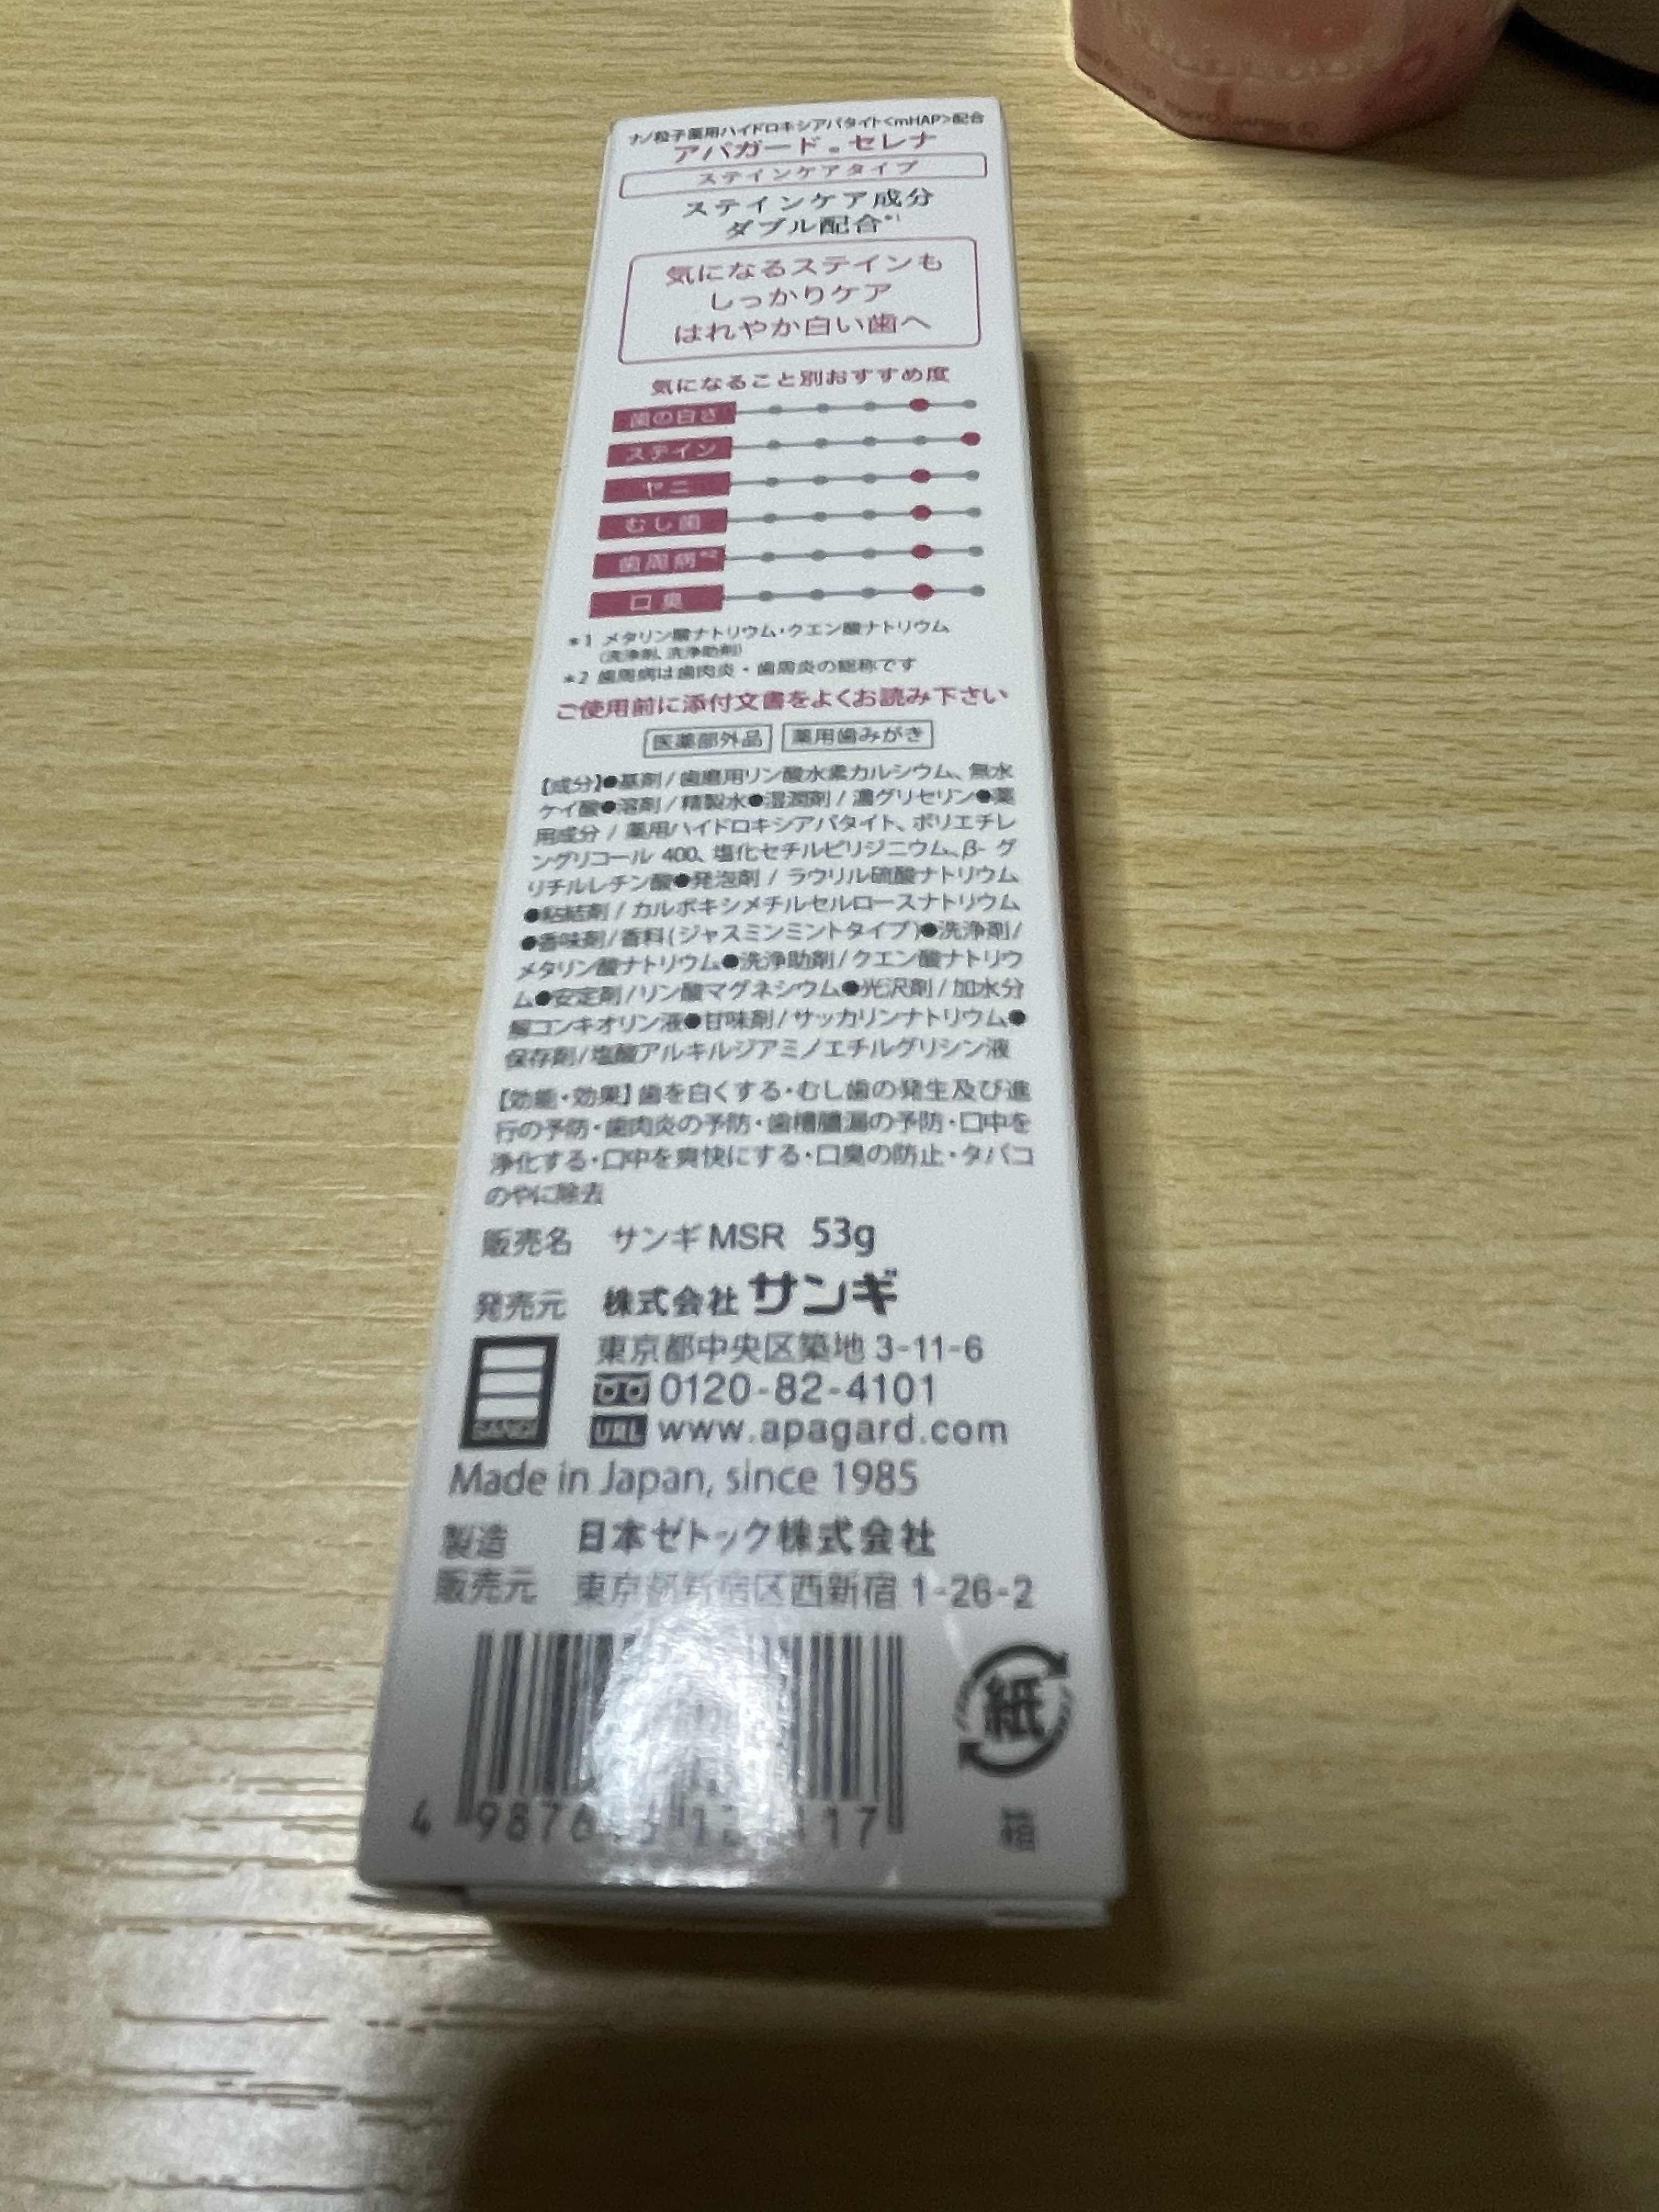 ナノ粒子薬用ハイドロキシアパタイト<mHAP>配合
アパガード®セレナ
ステインケアタイプ
ステインケア成分
ダブル配合*1
気になるステインも
しっかりケア
はれやか白い歯へ
気になること別おすすめ度
歯の白さ
ステイン
ヤニ
むし歯
歯周病*2
口臭
*1 メタリン酸ナトリウム・クエン酸ナトリウム
(洗浄剤、洗浄助剤)
*2 歯周病は歯肉炎・歯周炎の総称です
ご使用前に添付文書をよくお読み下さい
医薬部外品 薬用歯みがき
【成分】●基剤/歯磨用リン酸水素カルシウム、無水
ケイ酸●溶剤/精製水●湿潤剤/濃グリセリン●薬
用成分/薬用ハイドロキシアパタイト、ポリエチレ
ングリコール 400、塩化セチルピリジニウム、β-グ
リチルレチン酸●発泡剤/ラウリル硫酸ナトリウム
●粘結剤/カルボキシメチルセルロースナトリウム
●香味剤/香料(ジャスミンミントタイプ)●洗浄剤/
メタリン酸ナトリウム●洗浄助剤/クエン酸ナトリウ
ム●安定剤/リン酸マグネシウム●光沢剤/加水分
解コンキオリン液●甘味剤/サッカリンナトリウム●
保存剤/塩酸アルキルジアミノエチルグリシン液
【効能・効果】歯を白くする・むし歯の発生及び進
行の予防・歯肉炎の予防・歯槽膿漏の予防・口中を
浄化する・口中を爽快にする・口臭の防止・タバコ
のやに除去
販売名 サンギMSR 53g
発売元 株式会社サンギ
東京都中央区築地 3-11-6
0120-82-4101
SANGI
URL www.apagard.com
Made in Japan, since 1985
製造 日本ゼトック株式会社
販売元 東京都新宿区西新宿 1-26-2
紙
箱